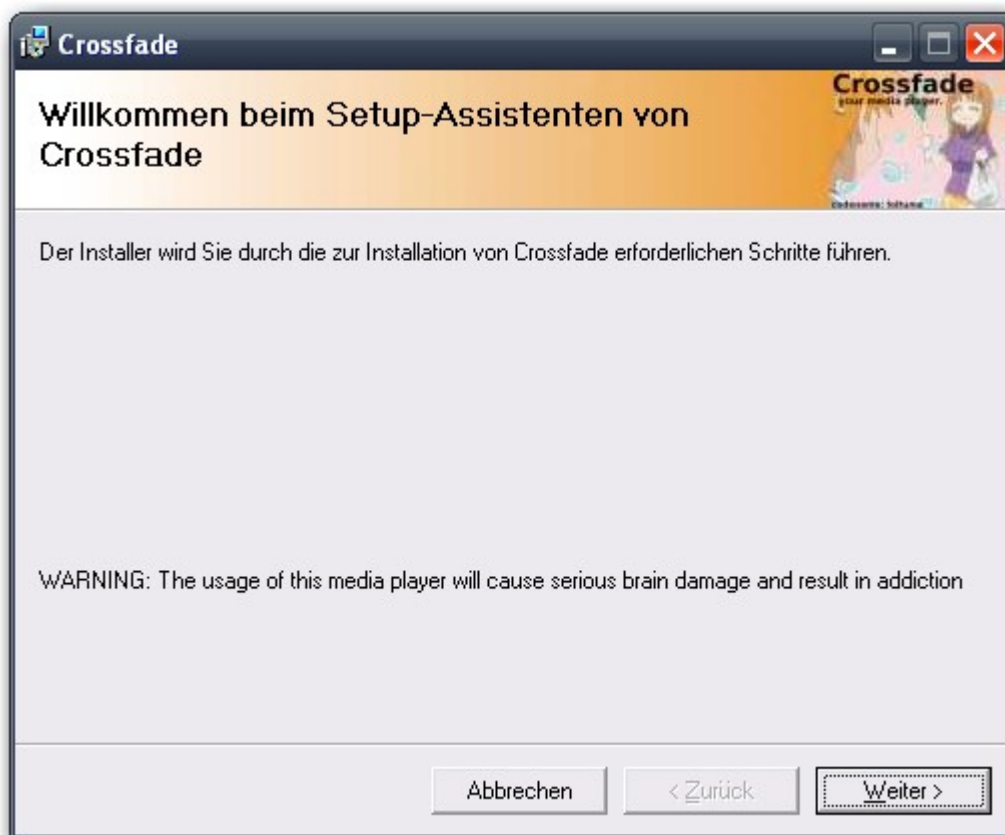 Crossfade
Crossfade
your media player.
Willkommen beim Setup-Assistenten von
Crossfade
Der Installer wird Sie durch die zur Installation von Crossfade erforderlichen Schritte führen.
WARNING: The usage of this media player will cause serious brain damage and result in addiction
Abbrechen
< Zurück
Weiter >